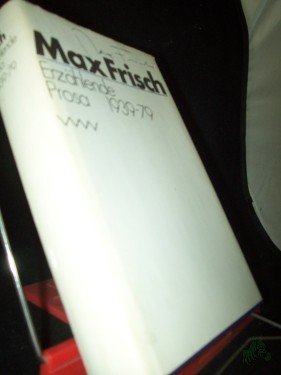 Max Frisch
Erzählende
Prosa 1939-79